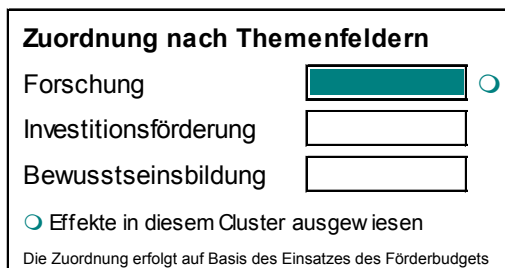 Zuordnung nach Themenfeldern
Forschung
Investitionsförderung
Bewusstseinsbildung
Effekte in diesem Cluster ausgewiesen
Die Zuordnung erfolgt auf Basis des Einsatzes des Förderbudgets